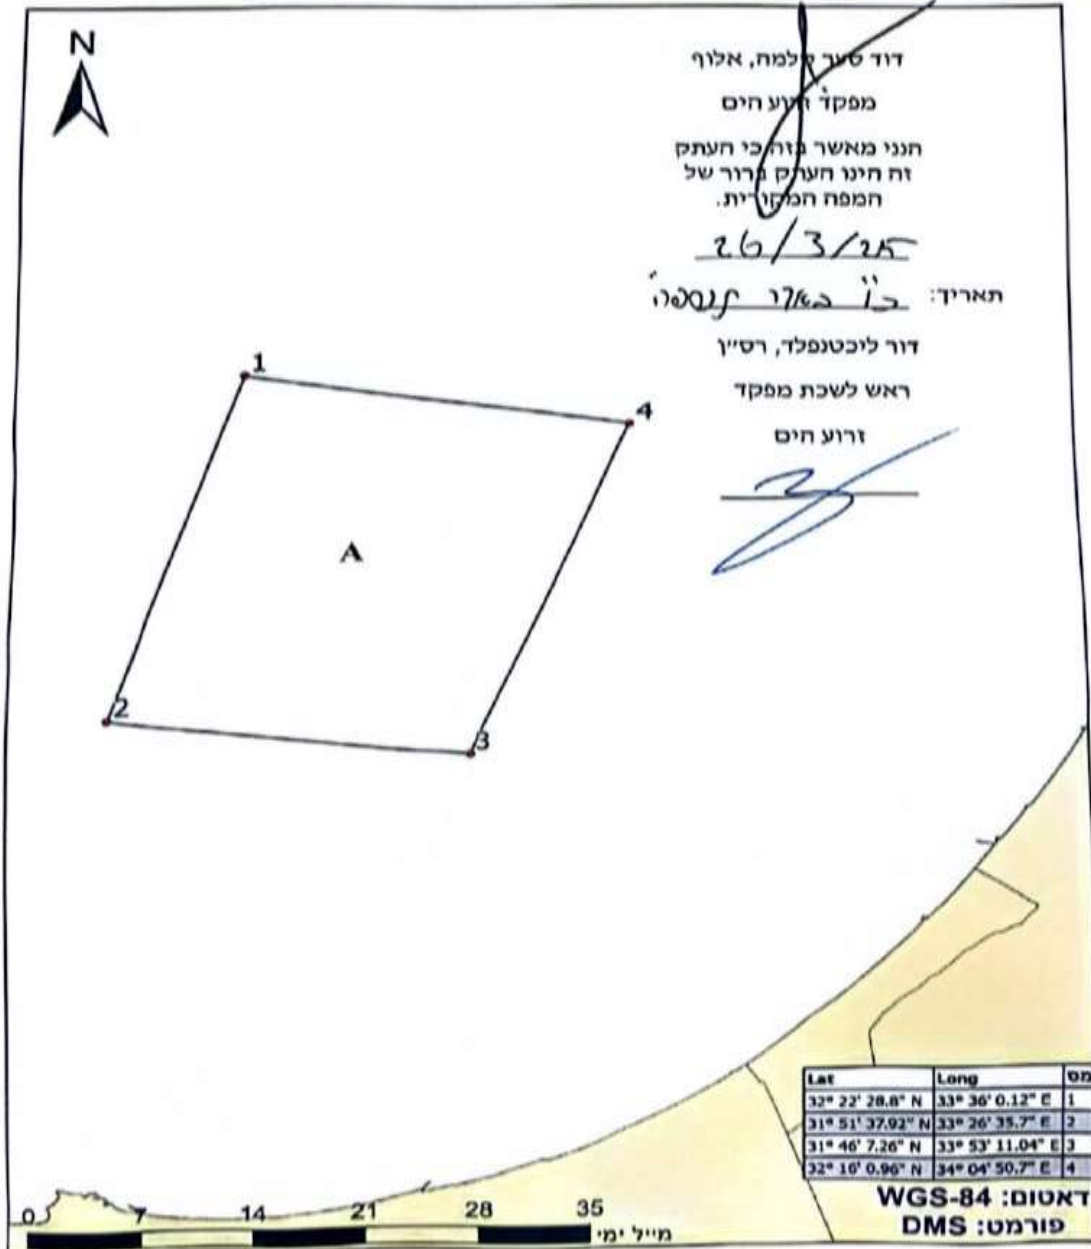 N
דוד סער סלמה, אלוף
מפקד זרוע הים
הנני מאשר בזה כי העתק
זה הינו העתק ברור של
המפה המקורית.
26/3/25
תאריך: כ"ו באדר
דור ליכטנפלד, רס"ן
ראש לשכת מפקד
זרוע הים
1
4
A
2
3
Lat Long מס
32° 22' 28.8" N 33° 36' 0.12" E 1
31° 51' 37.92" N 33° 26' 35.7" E 2
31° 46' 7.26" N 33° 53' 11.04" E 3
32° 16' 0.96" N 34° 04' 50.7" E 4
דאטום: WGS-84
פורמט: DMS
0 7 14 21 28 35
מייל ימי